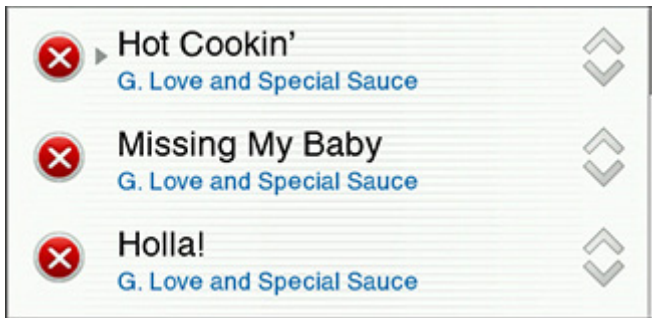 Hot Cookin’
G. Love and Special Sauce
Missing My Baby
G. Love and Special Sauce
Holla!
G. Love and Special Sauce